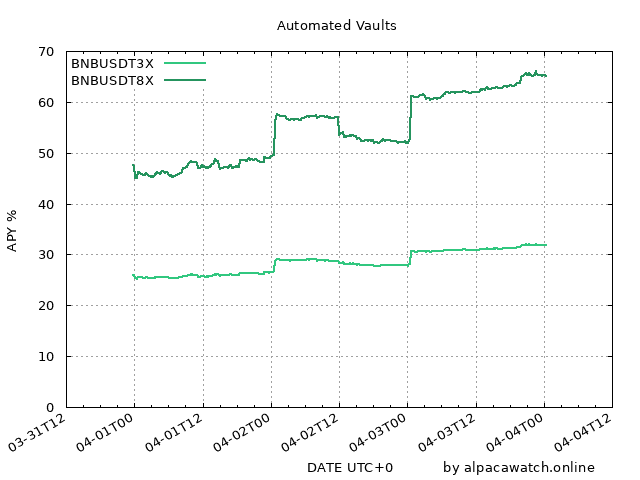 Automated Vaults
BNBUSDT3X
BNBUSDT8X
APY %
70
60
50
40
30
20
10
0
03-31T12
04-01T00
04-01T12
04-02T00
04-02T12
04-03T00
04-03T12
04-04T00
04-04T12
DATE UTC+0 by alpacawatch.online